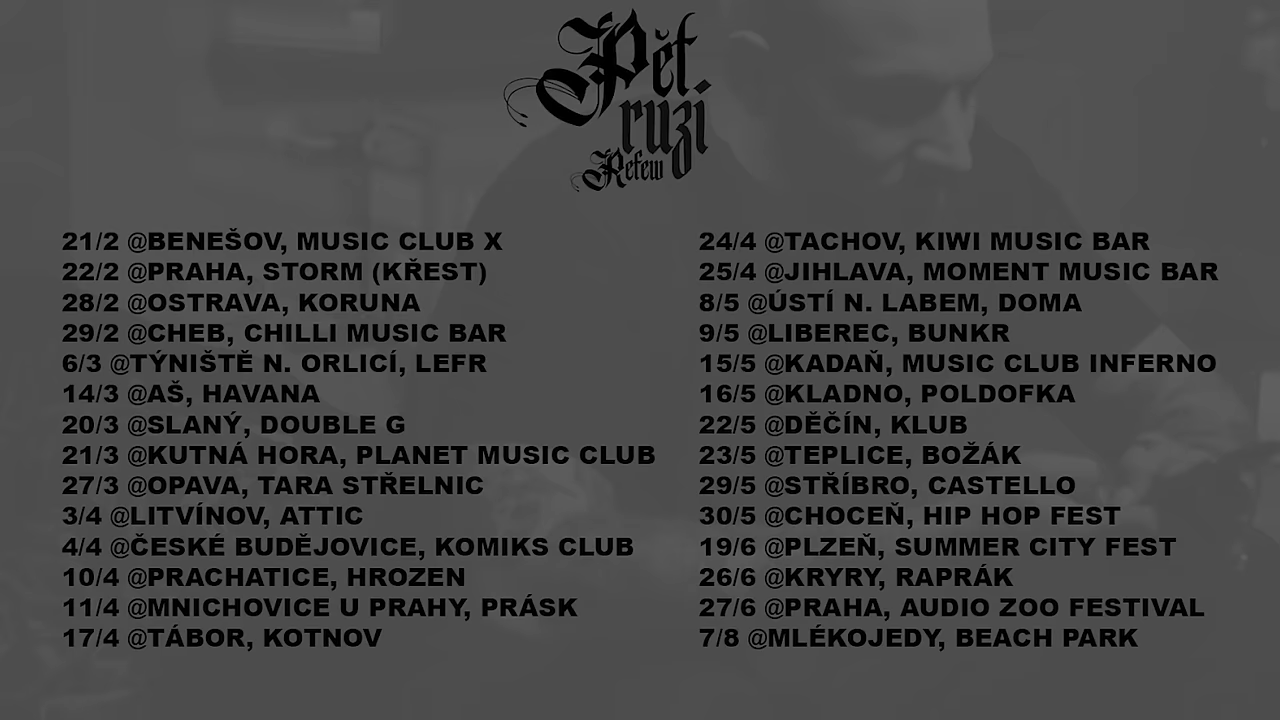 Pět
ruzi
Refew
21/2 @BENEŠOV, MUSIC CLUB X
22/2 @PRAHA, STORM (KŘEST)
28/2 @OSTRAVA, KORUNA
29/2 @CHEB, CHILLI MUSIC BAR
6/3 @TÝNIŠTĚ N. ORLICÍ, LEFR
14/3 @AŠ, HAVANA
20/3 @SLANÝ, DOUBLE G
21/3 @KUTNÁ HORA, PLANET MUSIC CLUB
27/3 @OPAVA, TARA STŘELNIC
3/4 @LITVÍNOV, ATTIC
4/4 @ČESKÉ BUDĚJOVICE, KOMIKS CLUB
10/4 @PRACHATICE, HROZEN
11/4 @MNICHOVICE U PRAHY, PRÁSK
17/4 @TÁBOR, KOTNOV
24/4 @TACHOV, KIWI MUSIC BAR
25/4 @JIHLAVA, MOMENT MUSIC BAR
8/5 @ÚSTÍ N. LABEM, DOMA
9/5 @LIBEREC, BUNKR
15/5 @KADAŇ, MUSIC CLUB INFERNO
16/5 @KLADNO, POLDOFKA
22/5 @DĚČÍN, KLUB
23/5 @TEPLICE, BOŽÁK
29/5 @STŘÍBRO, CASTELLO
30/5 @CHOCEŇ, HIP HOP FEST
19/6 @PLZEŇ, SUMMER CITY FEST
26/6 @KRYRY, RAPRÁK
27/6 @PRAHA, AUDIO ZOO FESTIVAL
7/8 @MLÉKOJEDY, BEACH PARK